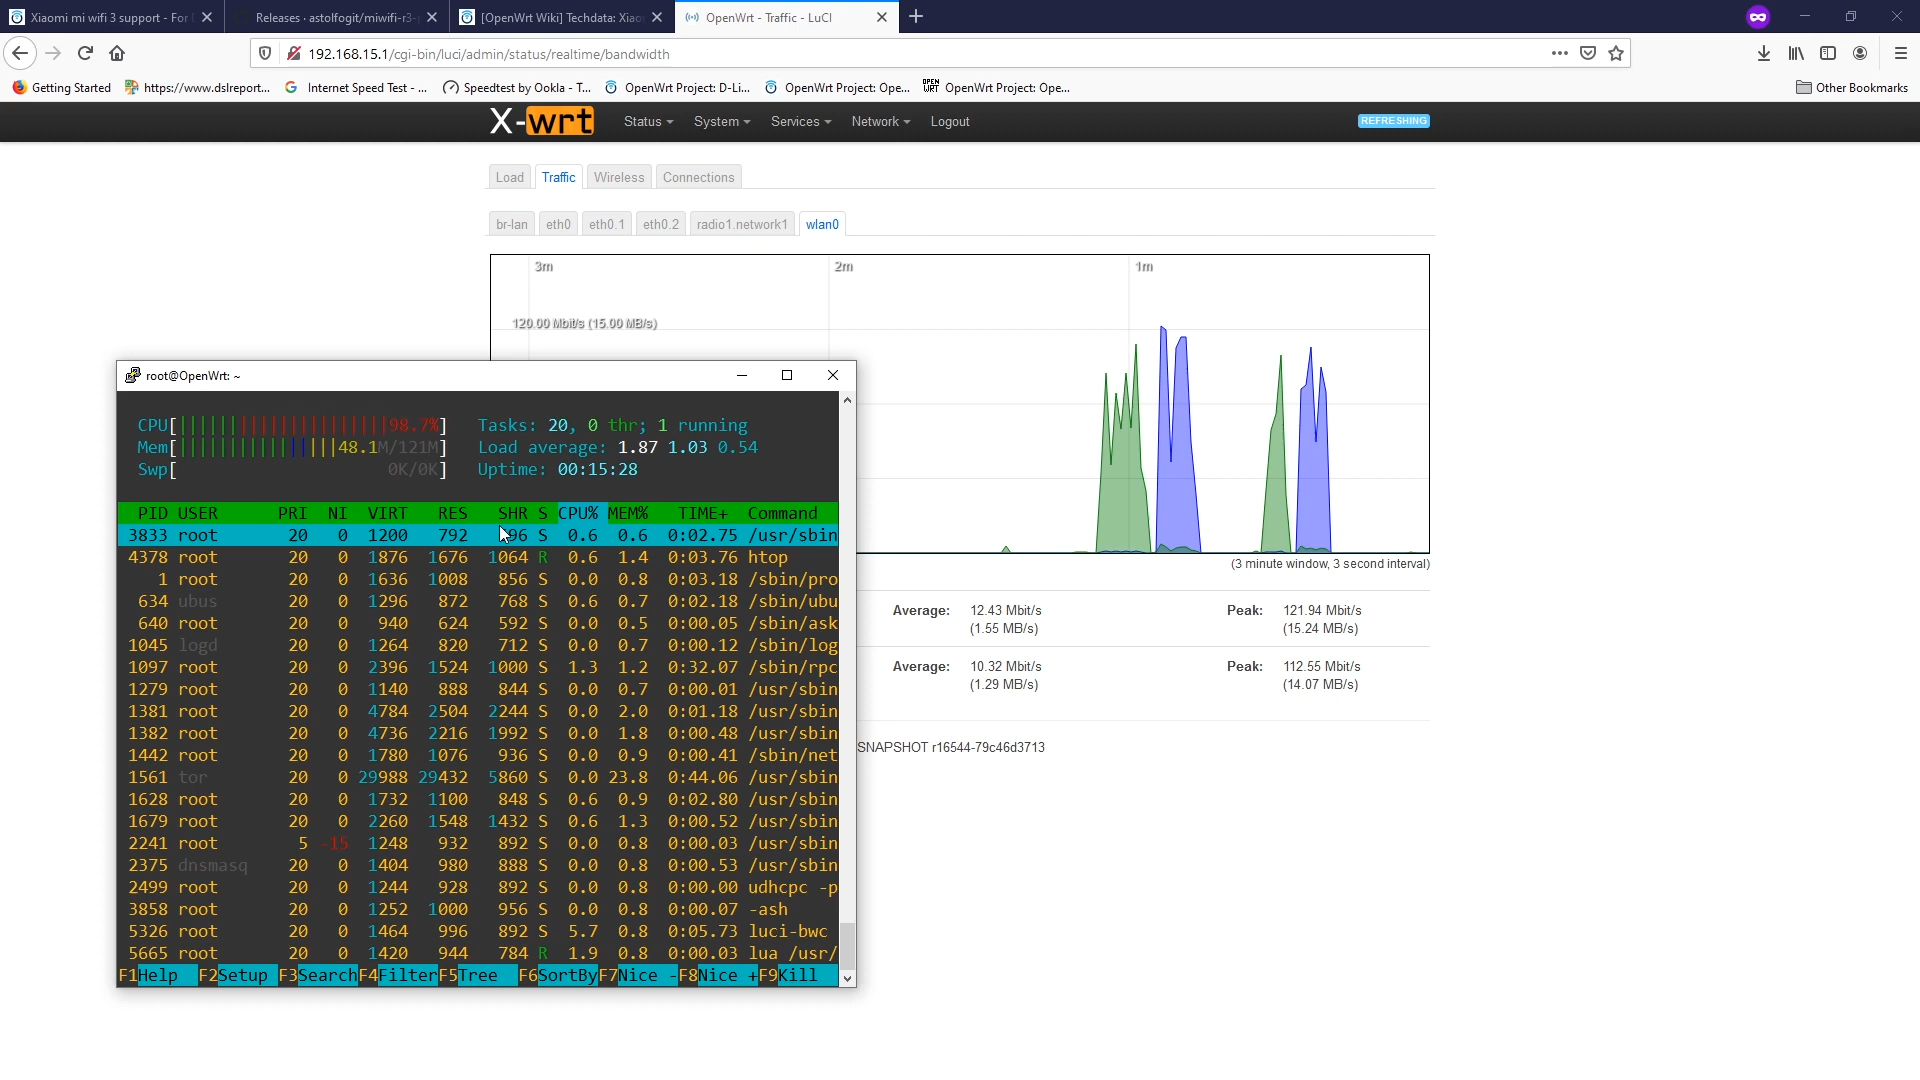 Xiaomi mi wifi 3 support - For
Releases · astolfogit/miwifi-r3-
[OpenWrt Wiki] Techdata: Xiao
OpenWrt - Traffic - LuCI
192.168.15.1/cgi-bin/luci/admin/status/realtime/bandwidth
Getting Started
https://www.dslreport...
Internet Speed Test - ...
Speedtest by Ookla - T...
OpenWrt Project: D-Li...
OpenWrt Project: Ope...
OpenWrt Project: Ope...
Other Bookmarks
X-wrt
Status
System
Services
Network
Logout
REFRESHING
Load
Traffic
Wireless
Connections
br-lan
eth0
eth0.1
eth0.2
radio1.network1
wlan0
3m
2m
1m
120.00 Mbit/s (15.00 MB/s)
(3 minute window, 3 second interval)
Average: 12.43 Mbit/s
(1.55 MB/s)
Peak: 121.94 Mbit/s
(15.24 MB/s)
Average: 10.32 Mbit/s
(1.29 MB/s)
Peak: 112.55 Mbit/s
(14.07 MB/s)
SNAPSHOT r16544-79c46d3713
root@OpenWrt: ~
CPU[ 98.7%] Tasks: 20, 0 thr; 1 running
Mem[ 48.1M/121M] Load average: 1.87 1.03 0.54
Swp[ 0K/0K] Uptime: 00:15:28
PID USER PRI NI VIRT RES SHR S CPU% MEM% TIME+ Command
3833 root 20 0 1200 792 96 S 0.6 0.6 0:02.75 /usr/sbin
4378 root 20 0 1876 1676 1064 R 0.6 1.4 0:03.76 htop
1 root 20 0 1636 1008 856 S 0.0 0.8 0:03.18 /sbin/pro
634 ubus 20 0 1296 872 768 S 0.6 0.7 0:02.18 /sbin/ubu
640 root 20 0 940 624 592 S 0.0 0.5 0:00.05 /sbin/ask
1045 logd 20 0 1264 820 712 S 0.0 0.7 0:00.12 /sbin/log
1097 root 20 0 2396 1524 1000 S 1.3 1.2 0:32.07 /sbin/rpc
1279 root 20 0 1140 888 844 S 0.0 0.7 0:00.01 /usr/sbin
1381 root 20 0 4784 2504 2244 S 0.0 2.0 0:01.18 /usr/sbin
1382 root 20 0 4736 2216 1992 S 0.0 1.8 0:00.48 /usr/sbin
1442 root 20 0 1780 1076 936 S 0.0 0.9 0:00.41 /sbin/net
1561 tor 20 0 29988 29432 5860 S 0.0 23.8 0:44.06 /usr/sbin
1628 root 20 0 1732 1100 848 S 0.6 0.9 0:02.80 /usr/sbin
1679 root 20 0 2260 1548 1432 S 0.6 1.3 0:00.52 /usr/sbin
2241 root 5 -15 1248 932 892 S 0.0 0.8 0:00.03 /usr/sbin
2375 dnsmasq 20 0 1404 980 888 S 0.0 0.8 0:00.53 /usr/sbin
2499 root 20 0 1244 928 892 S 0.0 0.8 0:00.00 udhcpc -p
3858 root 20 0 1252 1000 956 S 0.0 0.8 0:00.07 -ash
5326 root 20 0 1464 996 892 S 5.7 0.8 0:05.73 luci-bwc
5665 root 20 0 1420 944 784 R 1.9 0.8 0:00.03 lua /usr/
F1Help F2Setup F3SearchF4FilterF5Tree F6SortByF7Nice -F8Nice +F9Kill